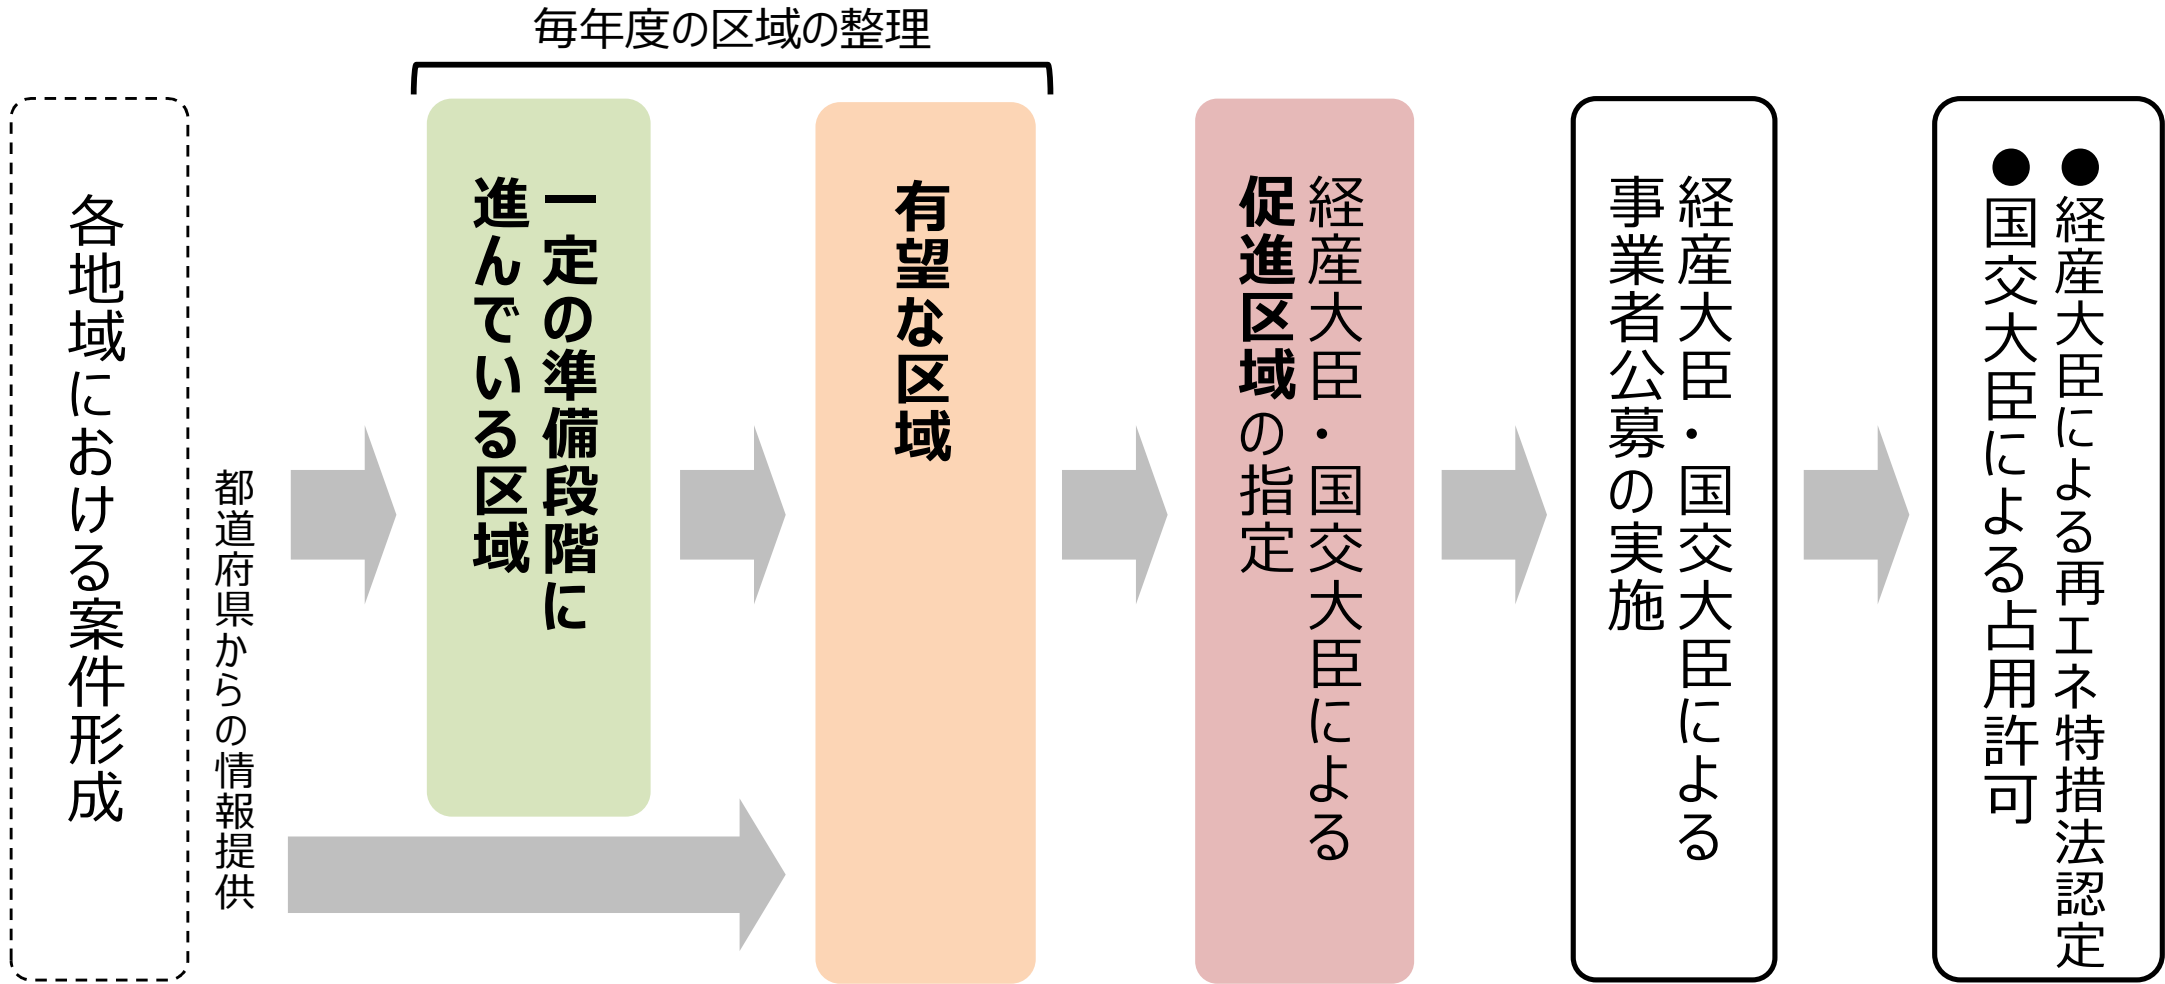 毎年度の区域の整理
各地域における案件形成
都道府県からの情報提供
一定の準備段階に
進んでいる区域
有望な区域
経産大臣・国交大臣による
促進区域の指定
経産大臣・国交大臣による
事業者公募の実施
●経産大臣による再エネ特措法認定
●国交大臣による占用許可